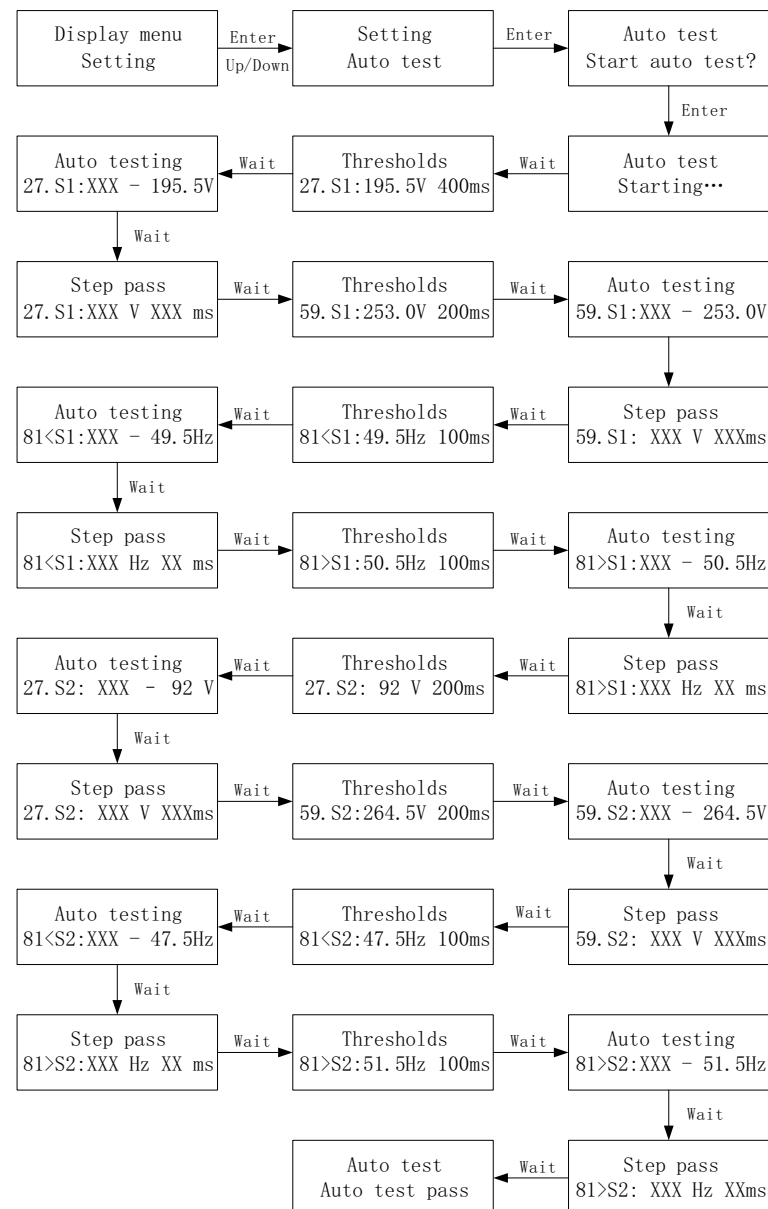 Display menu
Setting
Enter
Up/Down
Setting
Auto test
Enter
Auto test
Start auto test?
Enter
Auto test
Starting···
Wait
Thresholds
27.S1:195.5V 400ms
Wait
Auto testing
27.S1:XXX - 195.5V
Wait
Step pass
27.S1:XXX V XXX ms
Wait
Thresholds
59.S1:253.0V 200ms
Wait
Auto testing
59.S1:XXX - 253.0V
Step pass
59.S1: XXX V XXXms
Wait
Thresholds
81<S1:49.5Hz 100ms
Wait
Auto testing
81<S1:XXX - 49.5Hz
Wait
Step pass
81<S1:XXX Hz XX ms
Wait
Thresholds
81>S1:50.5Hz 100ms
Wait
Auto testing
81>S1:XXX - 50.5Hz
Wait
Step pass
81>S1:XXX Hz XX ms
Wait
Thresholds
27.S2: 92 V 200ms
Wait
Auto testing
27.S2: XXX - 92 V
Wait
Step pass
27.S2: XXX V XXXms
Wait
Thresholds
59.S2:264.5V 200ms
Wait
Auto testing
59.S2:XXX - 264.5V
Wait
Step pass
59.S2: XXX V XXXms
Wait
Thresholds
81<S2:47.5Hz 100ms
Wait
Auto testing
81<S2:XXX - 47.5Hz
Wait
Step pass
81>S2:XXX Hz XX ms
Wait
Thresholds
81>S2:51.5Hz 100ms
Wait
Auto testing
81>S2:XXX - 51.5Hz
Wait
Step pass
81>S2: XXX Hz XXms
Wait
Auto test
Auto test pass